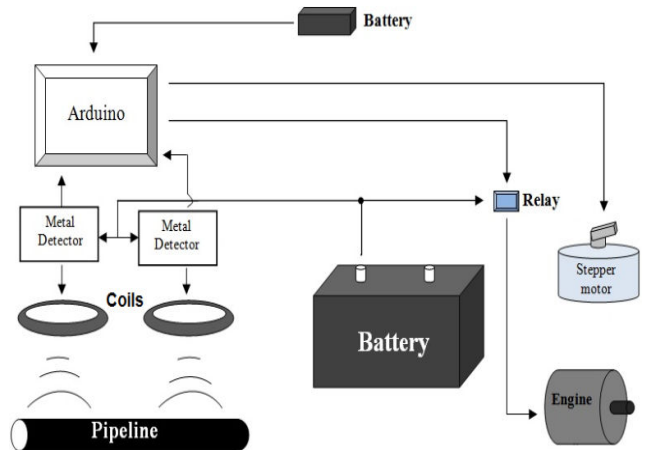 Battery
Arduino
Relay
Metal
Detector
Metal
Detector
Stepper
motor
Coils
Battery
Engine
Pipeline